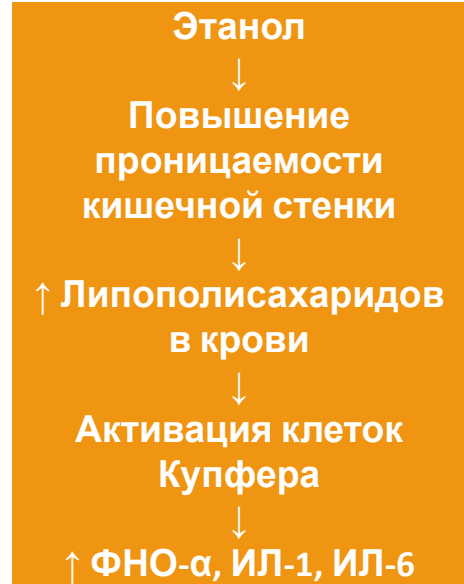 Этанол
↓
Повышение
проницаемости
кишечной стенки
↓
↑ Липополисахаридов
в крови
↓
Активация клеток
Купфера
↓
↑ ФНО-α, ИЛ-1, ИЛ-6